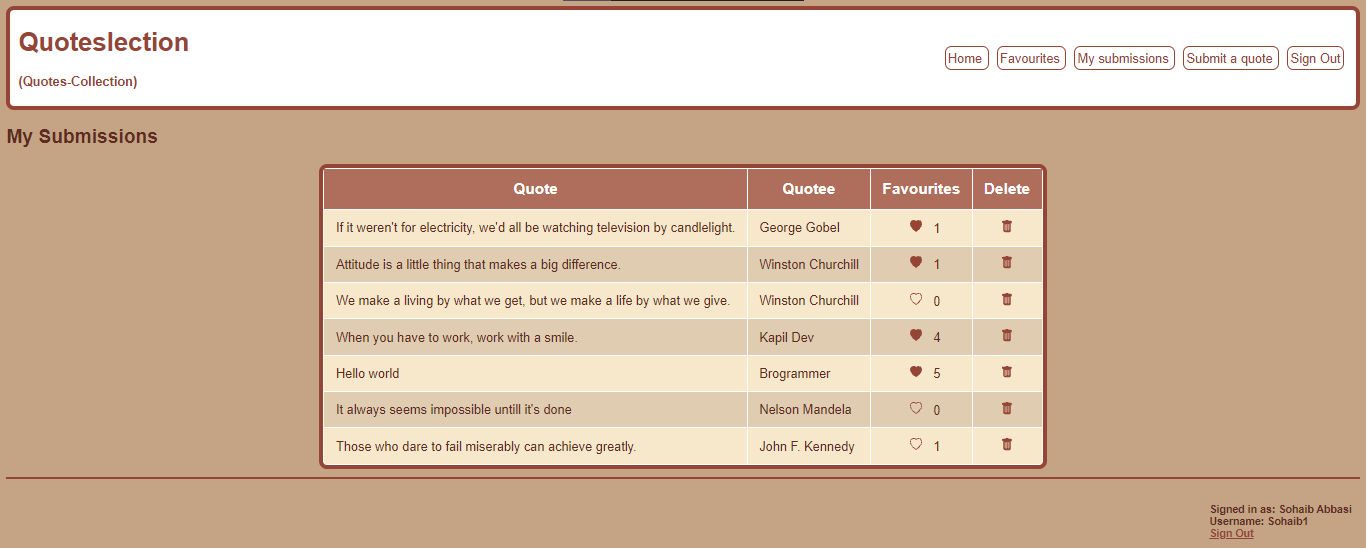 Quoteslection
(Quotes-Collection)
Home Favourites My submissions Submit a quote Sign Out
My Submissions
Quote Quotee Favourites Delete
If it weren't for electricity, we'd all be watching television by candlelight. George Gobel 1
Attitude is a little thing that makes a big difference. Winston Churchill 1
We make a living by what we get, but we make a life by what we give. Winston Churchill 0
When you have to work, work with a smile. Kapil Dev 4
Hello world Brogrammer 5
It always seems impossible untill it's done Nelson Mandela 0
Those who dare to fail miserably can achieve greatly. John F. Kennedy 1
Signed in as: Sohaib Abbasi
Username: Sohaib1
Sign Out